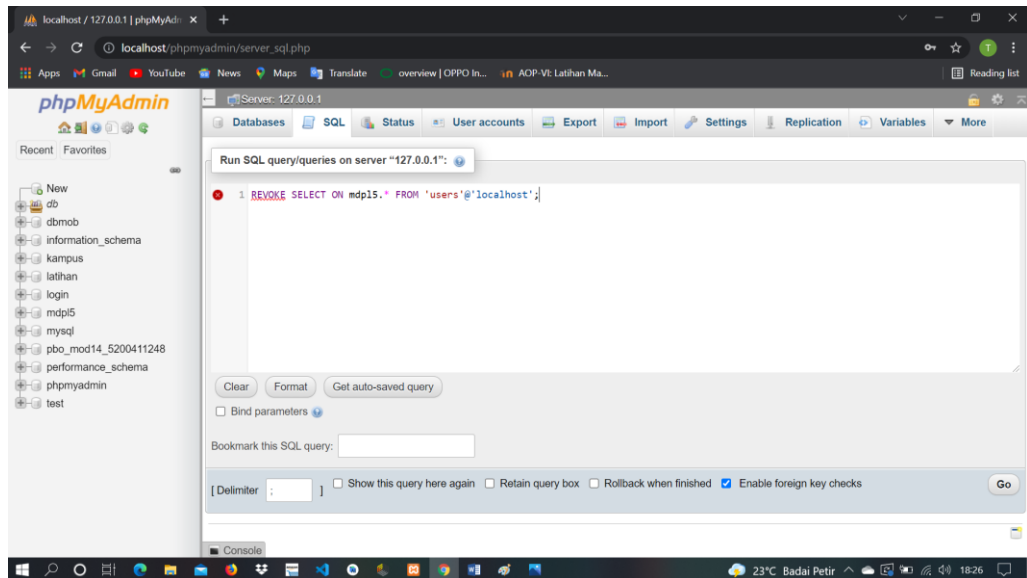 localhost / 127.0.0.1 | phpMyAdn
localhost/phpmyadmin/server_sql.php
Apps Gmail YouTube News Maps Translate overview | OPPO In... AOP-VI: Latihan Ma... Reading list
phpMyAdmin
Server: 127.0.0.1
Databases SQL Status User accounts Export Import Settings Replication Variables More
Recent Favorites
Run SQL query/queries on server “127.0.0.1”:
New
db
dbmob
information_schema
kampus
latihan
login
mdpl5
mysql
pbo_mod14_5200411248
performance_schema
phpmyadmin
test
1 REVOKE SELECT ON mdpl5.* FROM 'users'@'localhost';
Clear Format Get auto-saved query
Bind parameters
Bookmark this SQL query:
[ Delimiter ; ] Show this query here again Retain query box Rollback when finished Enable foreign key checks Go
Console
23°C Badai Petir 18:26